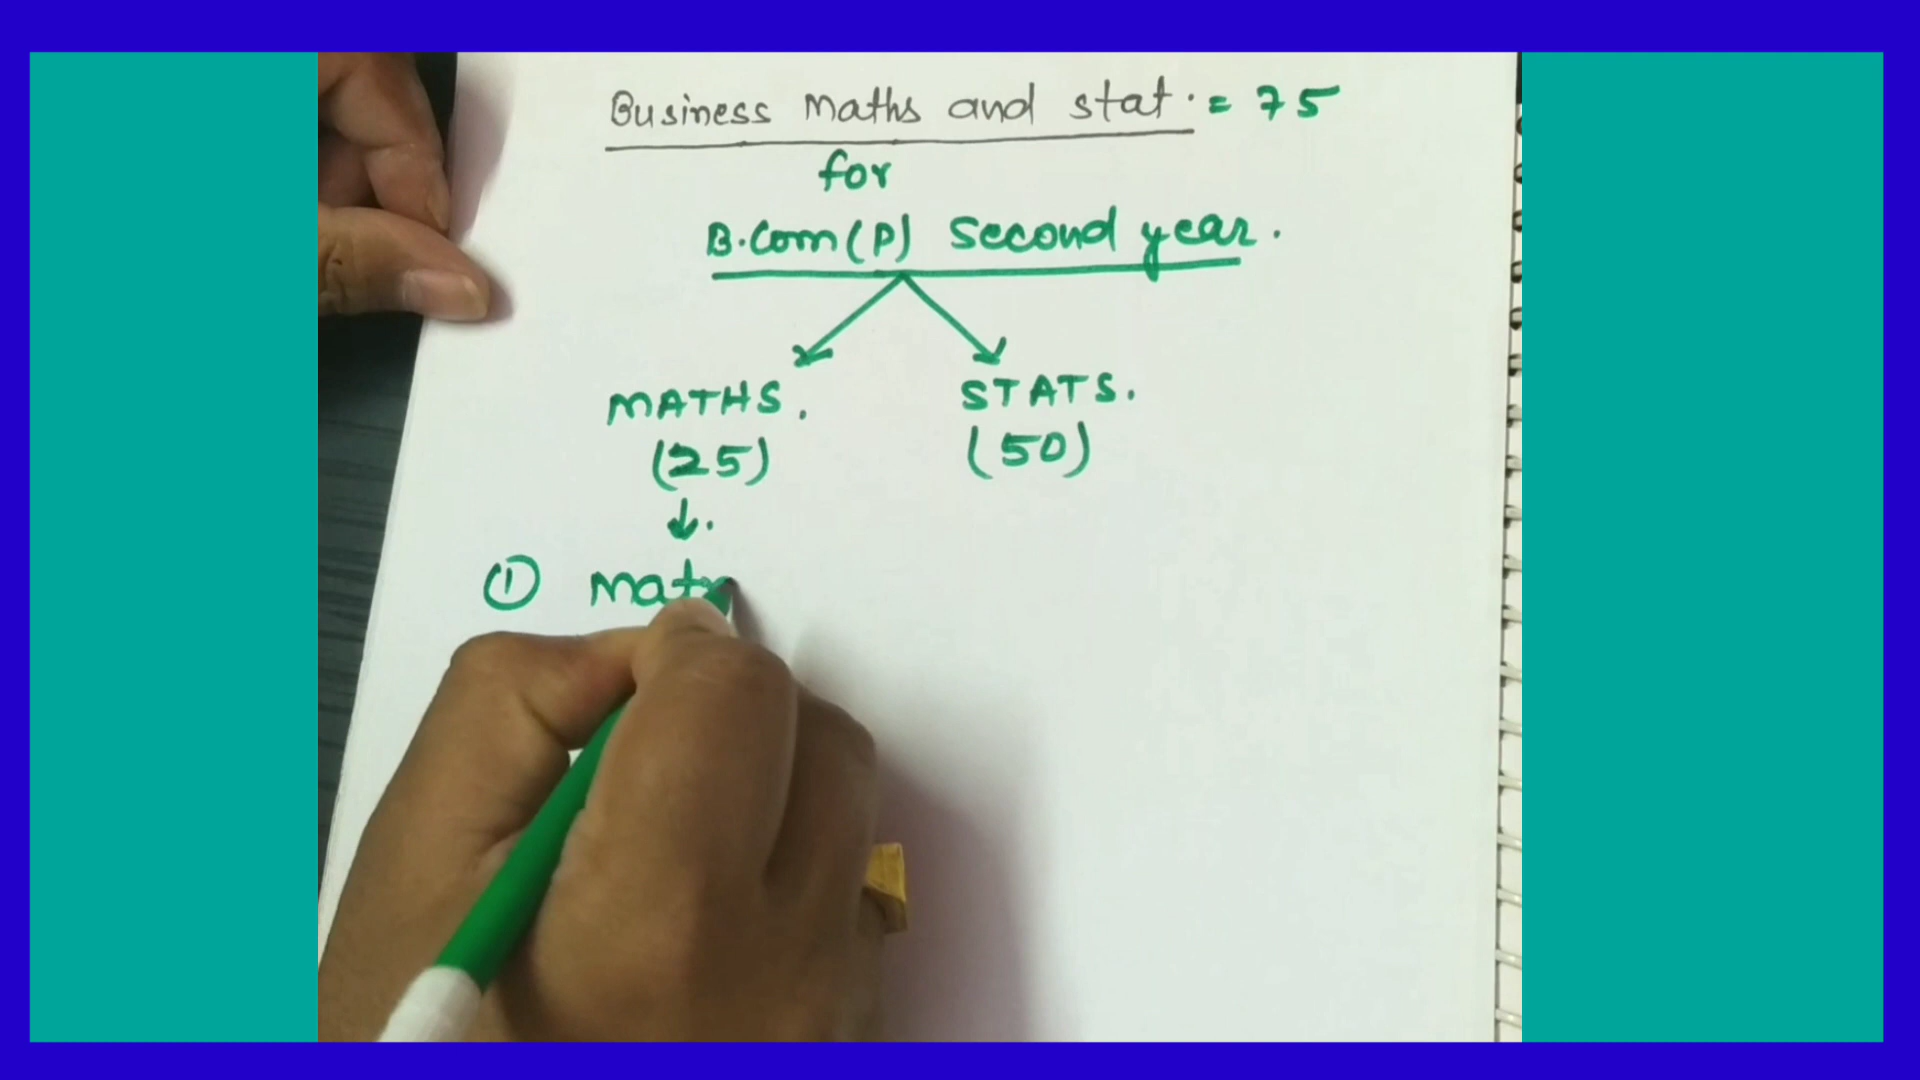 Business Maths and stat. = 75
for
B.Com(P) Second year.
MATHS. STATS.
(25) (50)
①